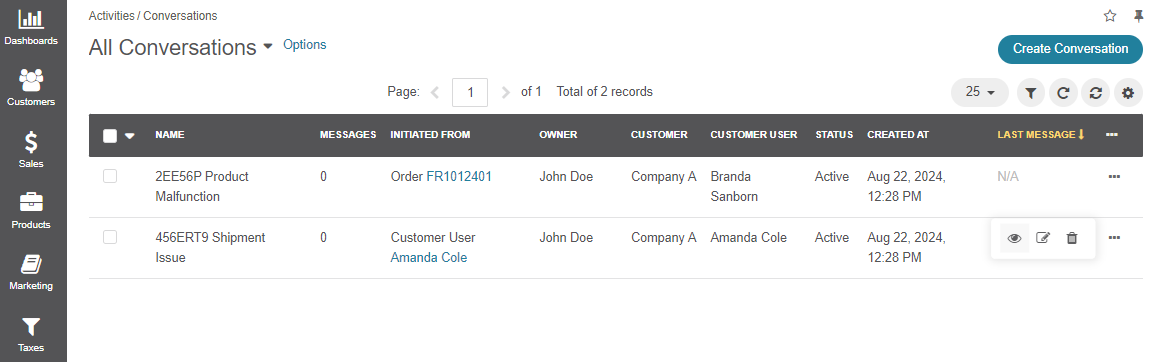 Dashboards
Customers
Sales
Products
Marketing
Taxes
Activities / Conversations
All Conversations Options
Create Conversation
Page: 1 of 1 Total of 2 records 25
NAME MESSAGES INITIATED FROM OWNER CUSTOMER CUSTOMER USER STATUS CREATED AT LAST MESSAGE
2EE56P Product 0 Order FR1012401 John Doe Company A Branda Active Aug 22, 2024, N/A
Malfunction Sanborn 12:28 PM
456ERT9 Shipment 0 Customer User John Doe Company A Amanda Cole Active Aug 22, 2024,
Issue Amanda Cole 12:28 PM